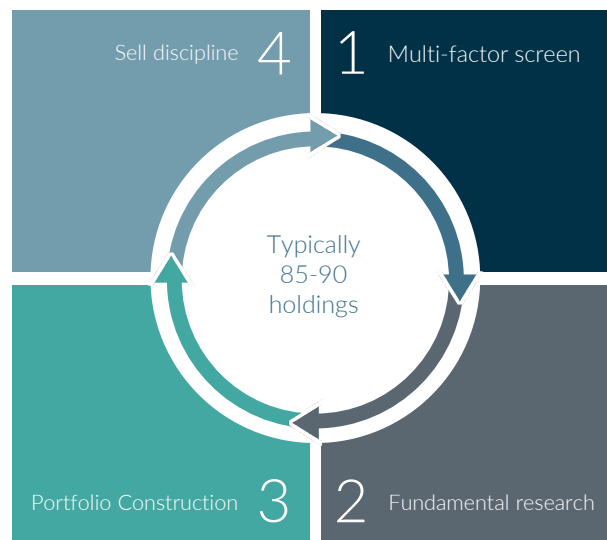 Sell discipline 4
1 Multi-factor screen
Typically
85-90
holdings
Portfolio Construction 3
2 Fundamental research